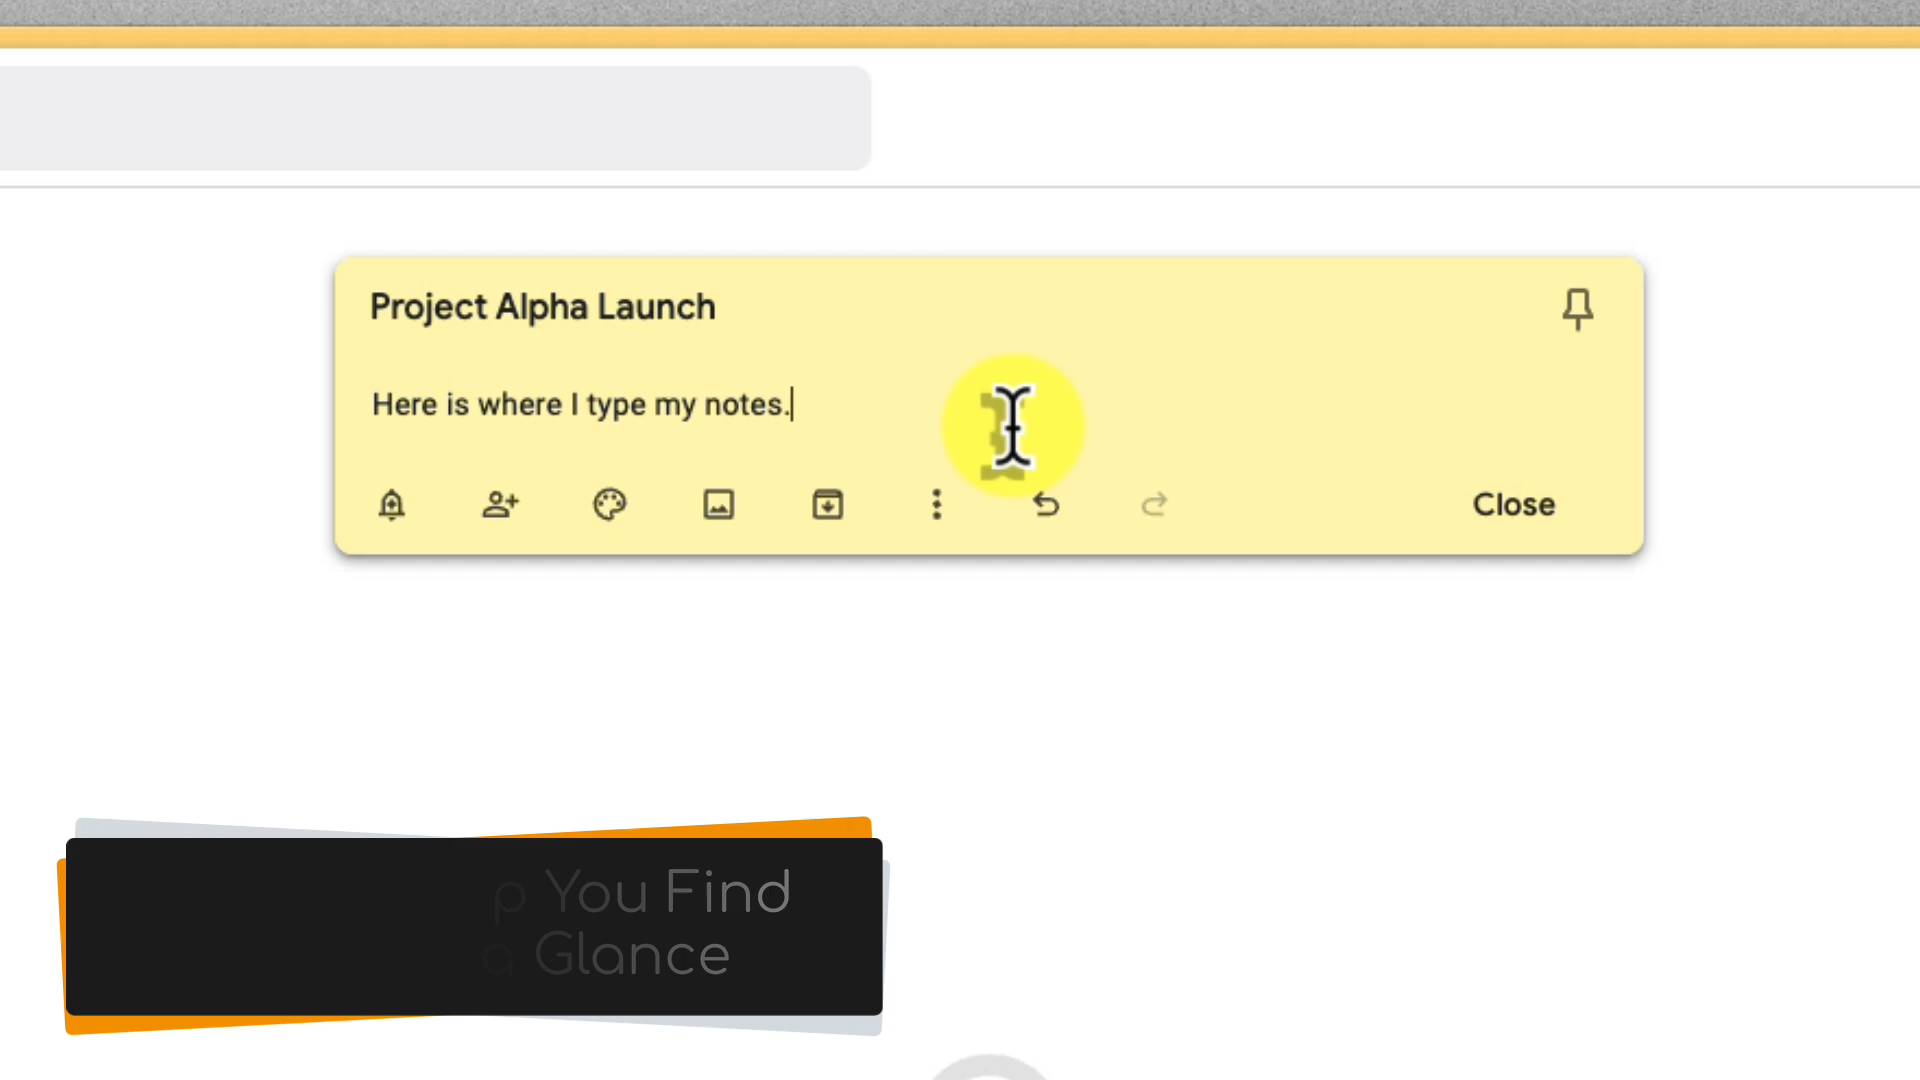 Project Alpha Launch
Here is where I type my notes.
Close
p You Find
a Glance